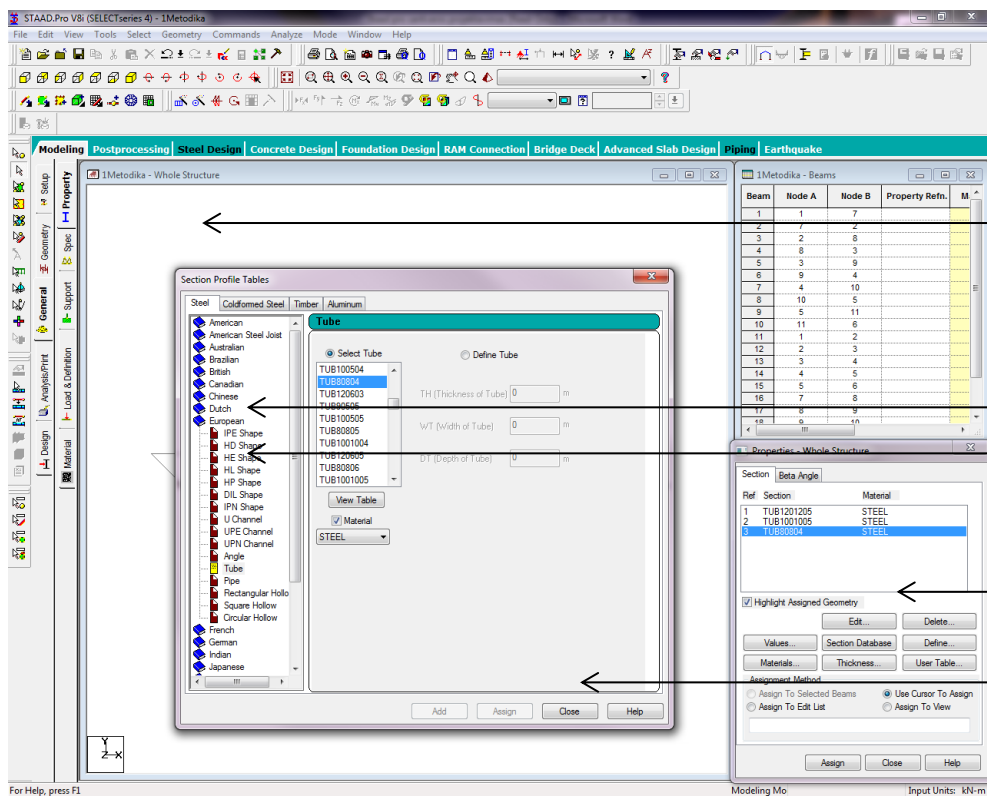 STAAD.Pro V8i (SELECTseries 4) - 1Metodika
File Edit View Tools Select Geometry Commands Analyze Mode Window Help
Modeling Postprocessing Steel Design Concrete Design Foundation Design RAM Connection Bridge Deck Advanced Slab Design Piping Earthquake
Setup
Geometry
General
Analysis/Print
Design
Property
Spec
Support
Load & Definition
Material
1Metodika - Whole Structure
Section Profile Tables
Steel Coldformed Steel Timber Aluminum
American
American Steel Joist
Australian
Brazilian
British
Canadian
Chinese
Dutch
European
IPE Shape
HD Shape
HE Shape
HL Shape
HP Shape
DIL Shape
IPN Shape
U Channel
UPE Channel
UPN Channel
Angle
Tube
Pipe
Rectangular Hollo
Square Hollow
Circular Hollow
French
German
Indian
Japanese
Tube
Select Tube
Define Tube
TUB100504
TUB80804
TUB120603
TUB90505
TUB100505
TUB80805
TUB1001004
TUB120605
TUB80806
TUB1001005
TH (Thickness of Tube) 0 m
WT (Width of Tube) 0 m
DT (Depth of Tube) 0 m
View Table
Material
STEEL
Add Assign Close Help
Y
Z X
1Metodika - Beams
Beam Node A Node B Property Refn. M
1 1 7
2 7 2
3 2 8
4 8 3
5 3 9
6 9 4
7 4 10
8 10 5
9 5 11
10 11 6
11 1 2
12 2 3
13 3 4
14 4 5
15 5 6
16 7 8
17 8 9
18 9 10
Properties - Whole Structure
Section Beta Angle
Ref Section Material
1 TUB1201205 STEEL
2 TUB1001005 STEEL
3 TUB80804 STEEL
Highlight Assigned Geometry
Edit... Delete...
Values... Section Database Define...
Materials... Thickness... User Table...
Assignment Method
Assign To Selected Beams Use Cursor To Assign
Assign To Edit List Assign To View
Assign Close Help
For Help, press F1
Modeling Mo Input Units: kN-m